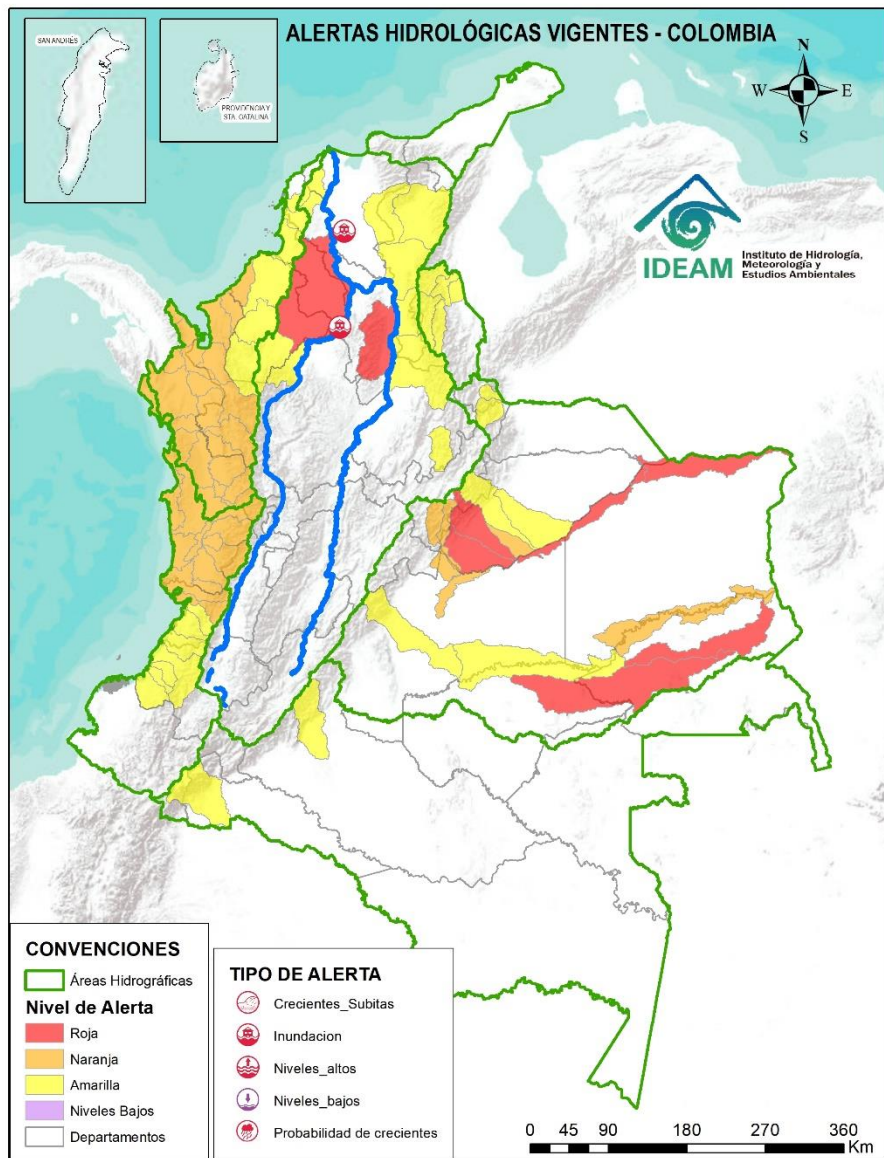 ALERTAS HIDROLÓGICAS VIGENTES - COLOMBIA
SAN ANDRÉS
PROVIDENCIA Y
STA. CATALINA
N
W
E
S
IDEAM
Instituto de Hidrología,
Meteorología y
Estudios Ambientales
CONVENCIONES
Áreas Hidrográficas
Nivel de Alerta
Roja
Naranja
Amarilla
Niveles Bajos
Departamentos
TIPO DE ALERTA
Crecientes_Subitas
Inundacion
Niveles_altos
Niveles_bajos
Probabilidad de crecientes
0 45 90 180 270 360
Km